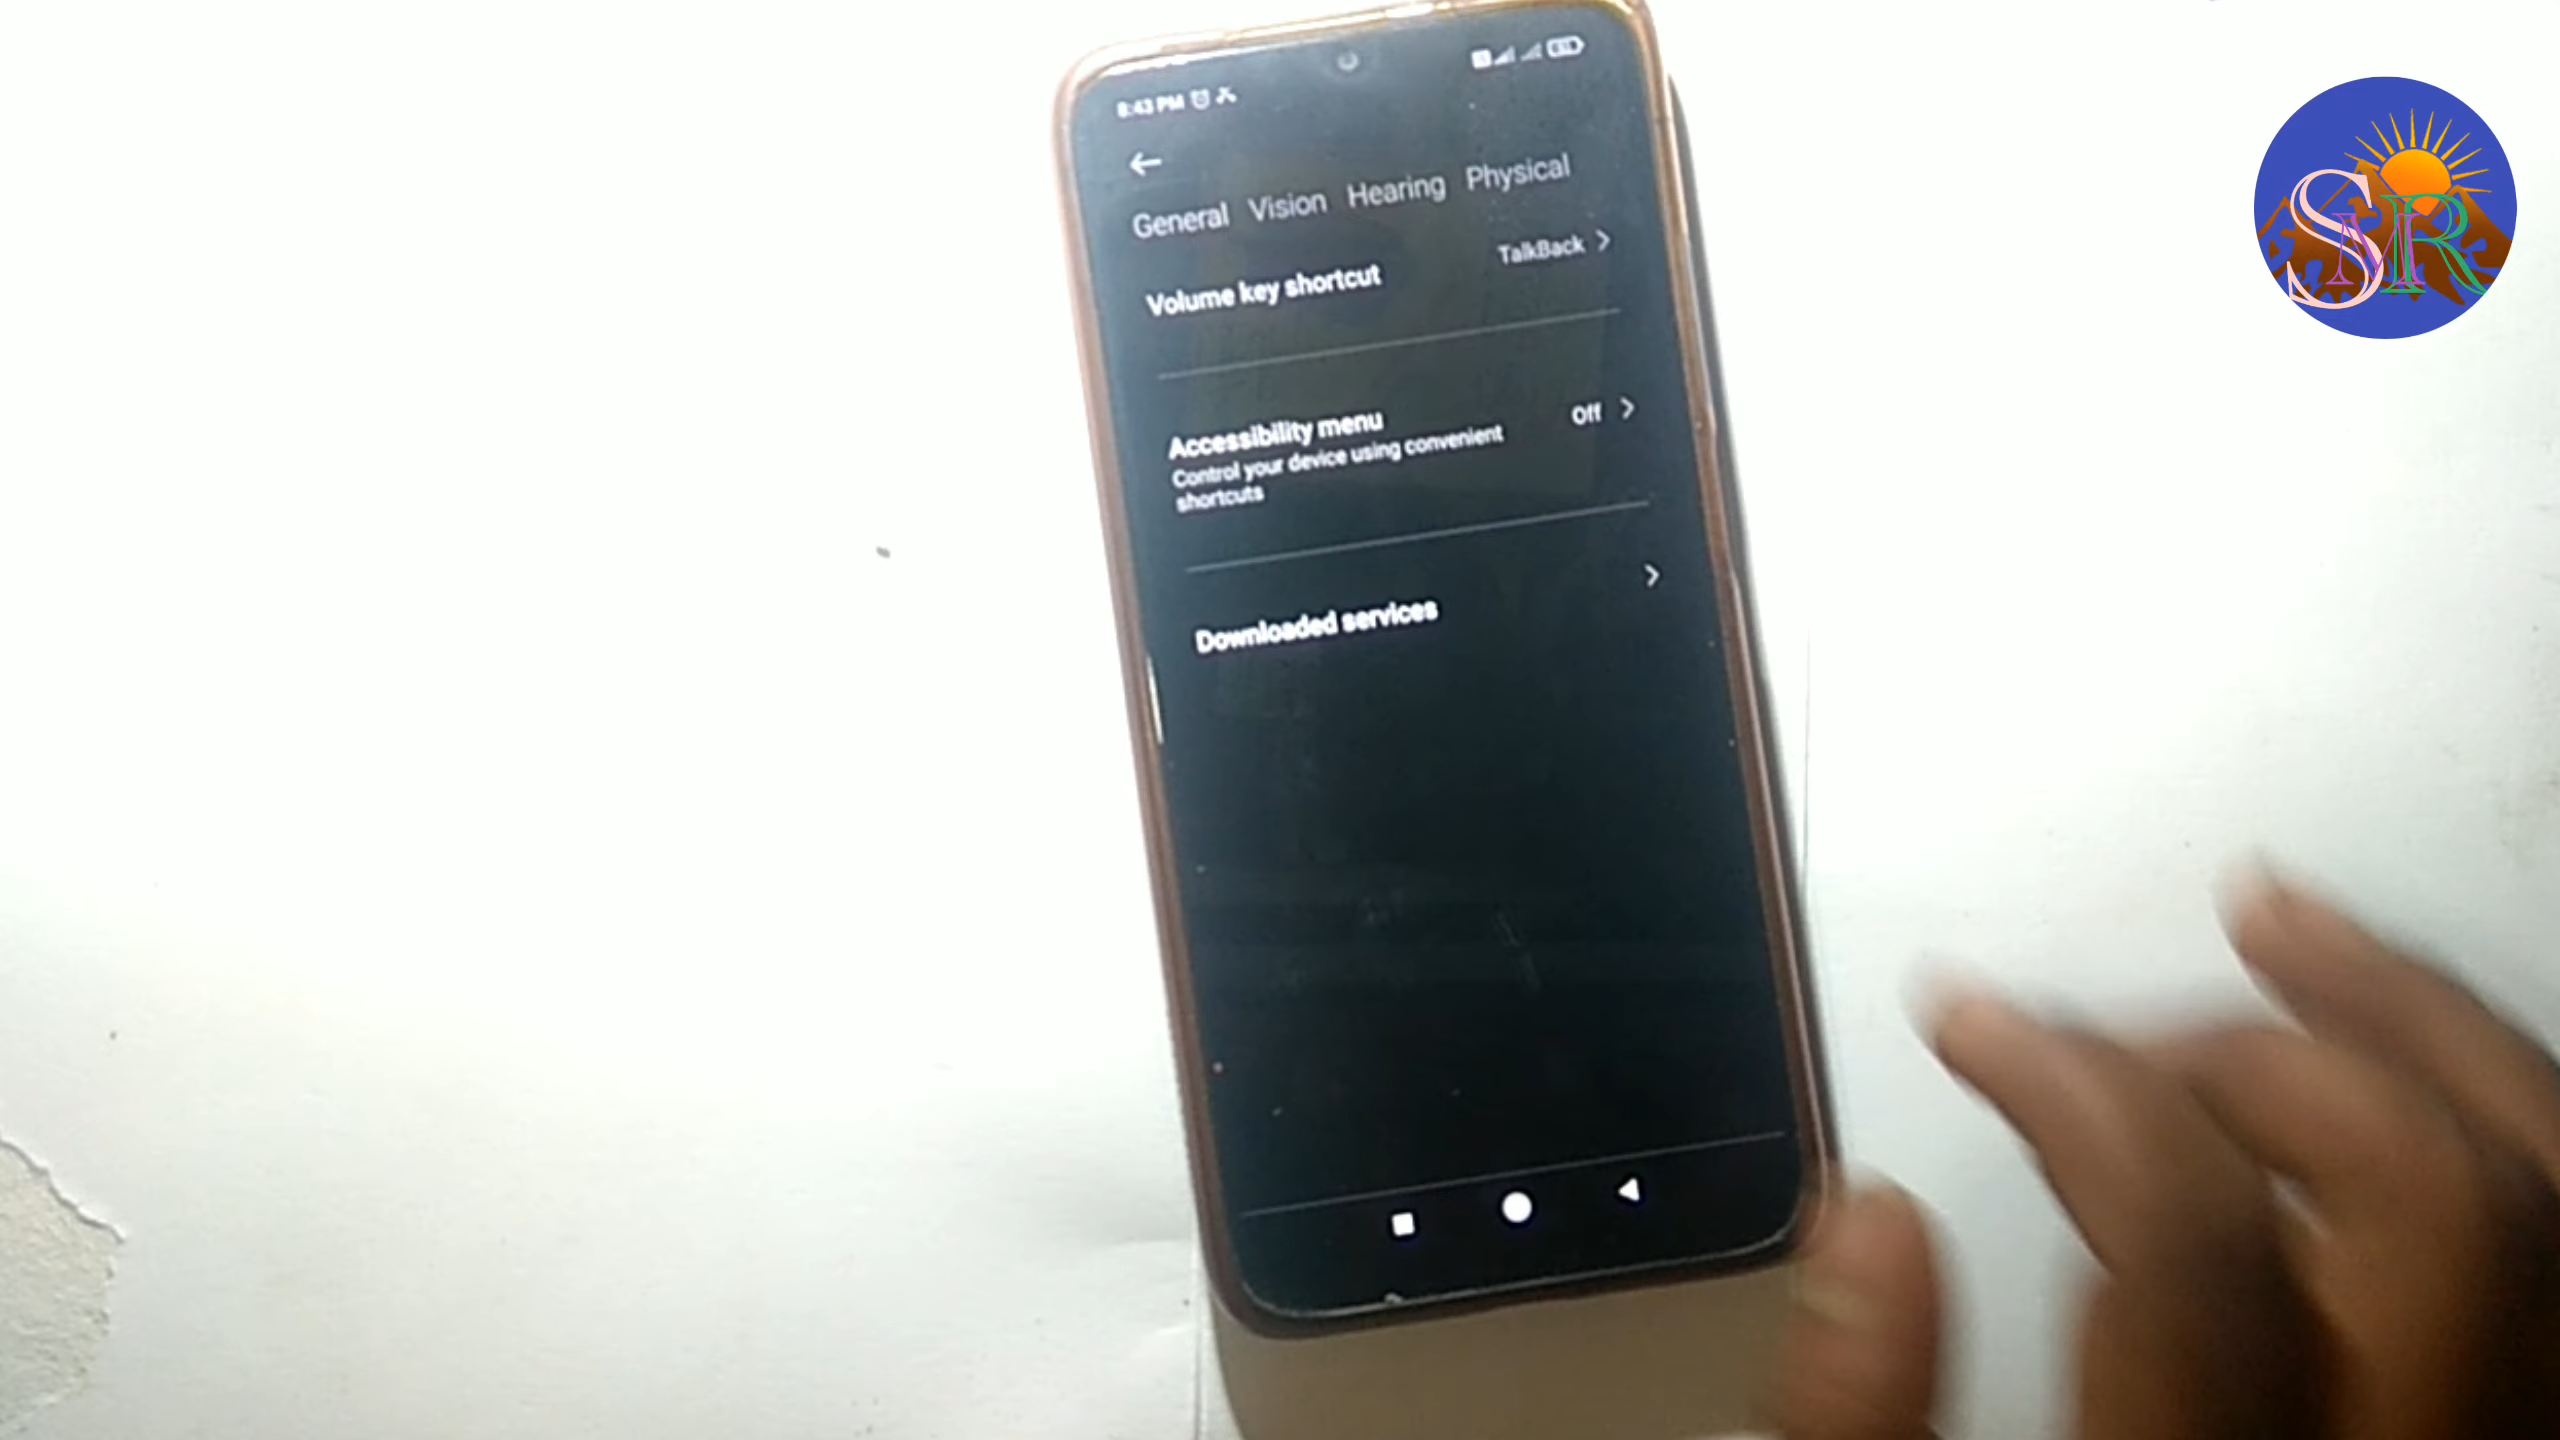 8:43 PM
General Vision Hearing Physical
Volume key shortcut TalkBack
Accessibility menu Off
Control your device using convenient
shortcuts
Downloaded services
SMR